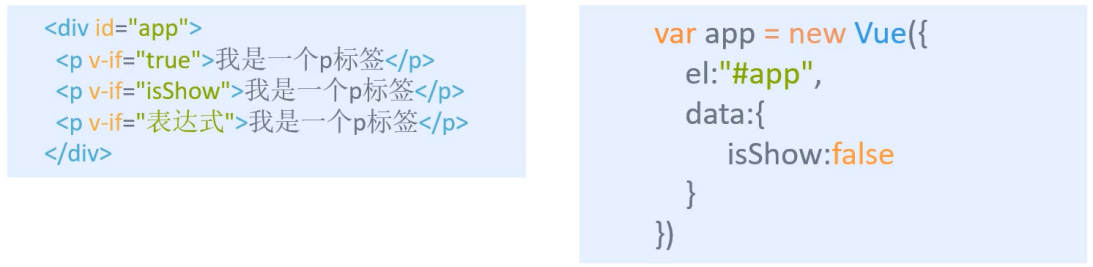 <div id="app">
<p v-if="true">我是一个p标签</p>
<p v-if="isShow">我是一个p标签</p>
<p v-if="表达式">我是一个p标签</p>
</div>
var app = new Vue({
el:"#app",
data:{
isShow:false
}
})